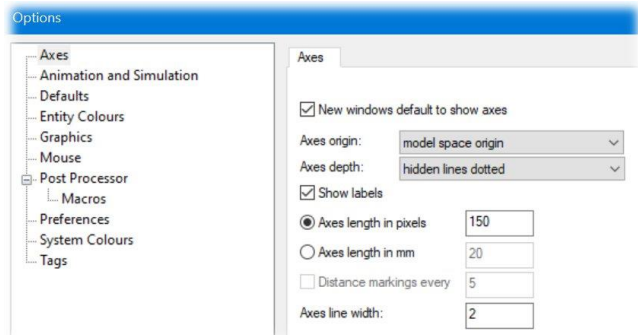 Options
Axes
Animation and Simulation
Defaults
Entity Colours
Graphics
Mouse
Post Processor
Macros
Preferences
System Colours
Tags
Axes
New windows default to show axes
Axes origin: model space origin
Axes depth: hidden lines dotted
Show labels
Axes length in pixels 150
Axes length in mm 20
Distance markings every 5
Axes line width: 2